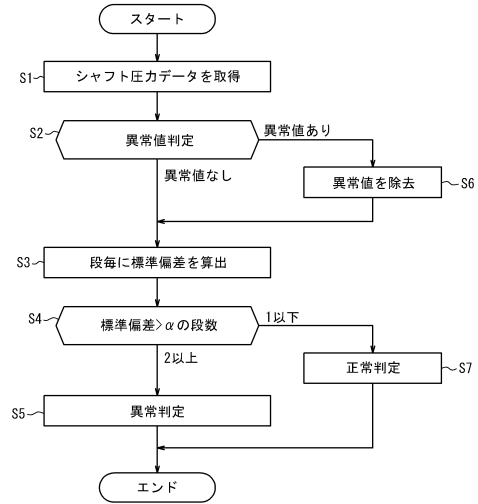 スタート
S1
シャフト圧力データを取得
S2
異常値判定
異常値あり
異常値なし
異常値を除去
S6
S3
段毎に標準偏差を算出
S4
標準偏差>αの段数
1以下
2以上
正常判定
S7
S5
異常判定
エンド